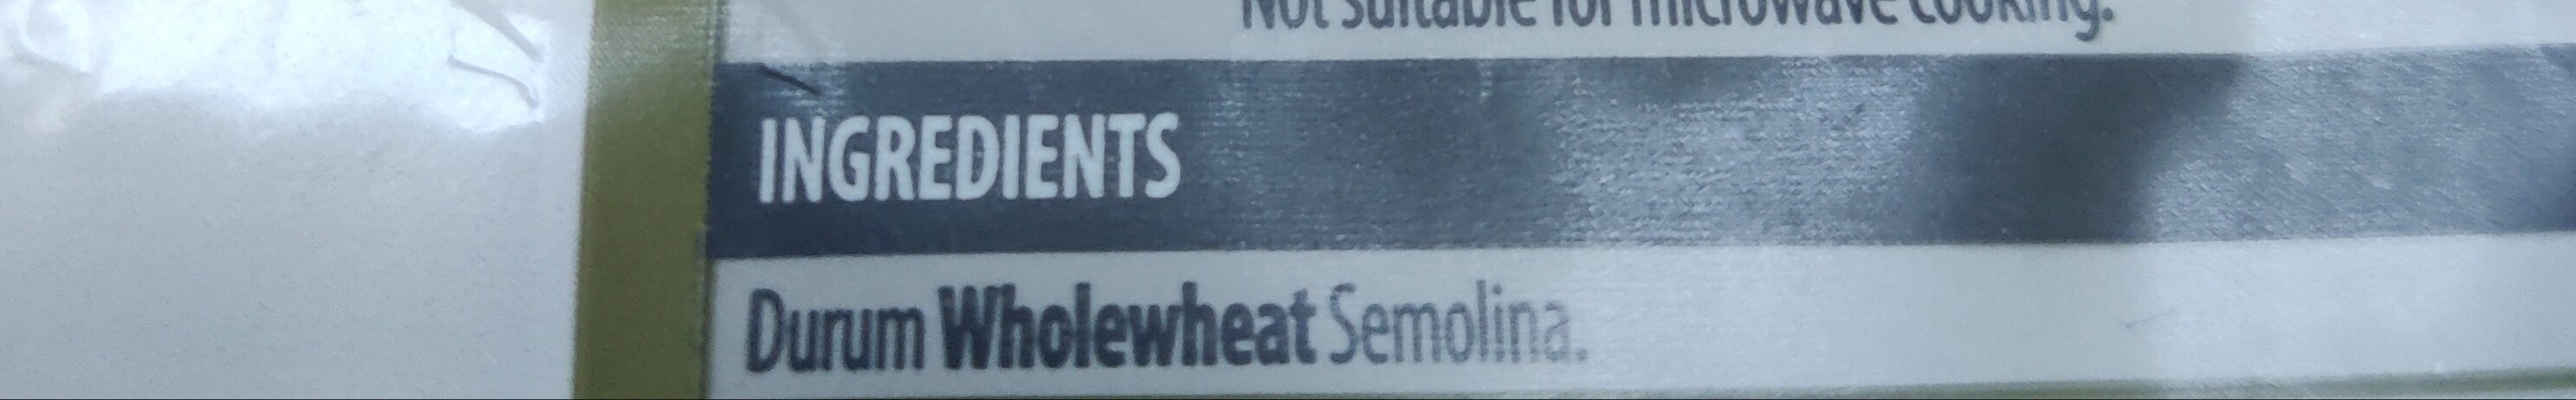 Not suitable for microwave cooking.
INGREDIENTS
Durum Wholewheat Semolina.